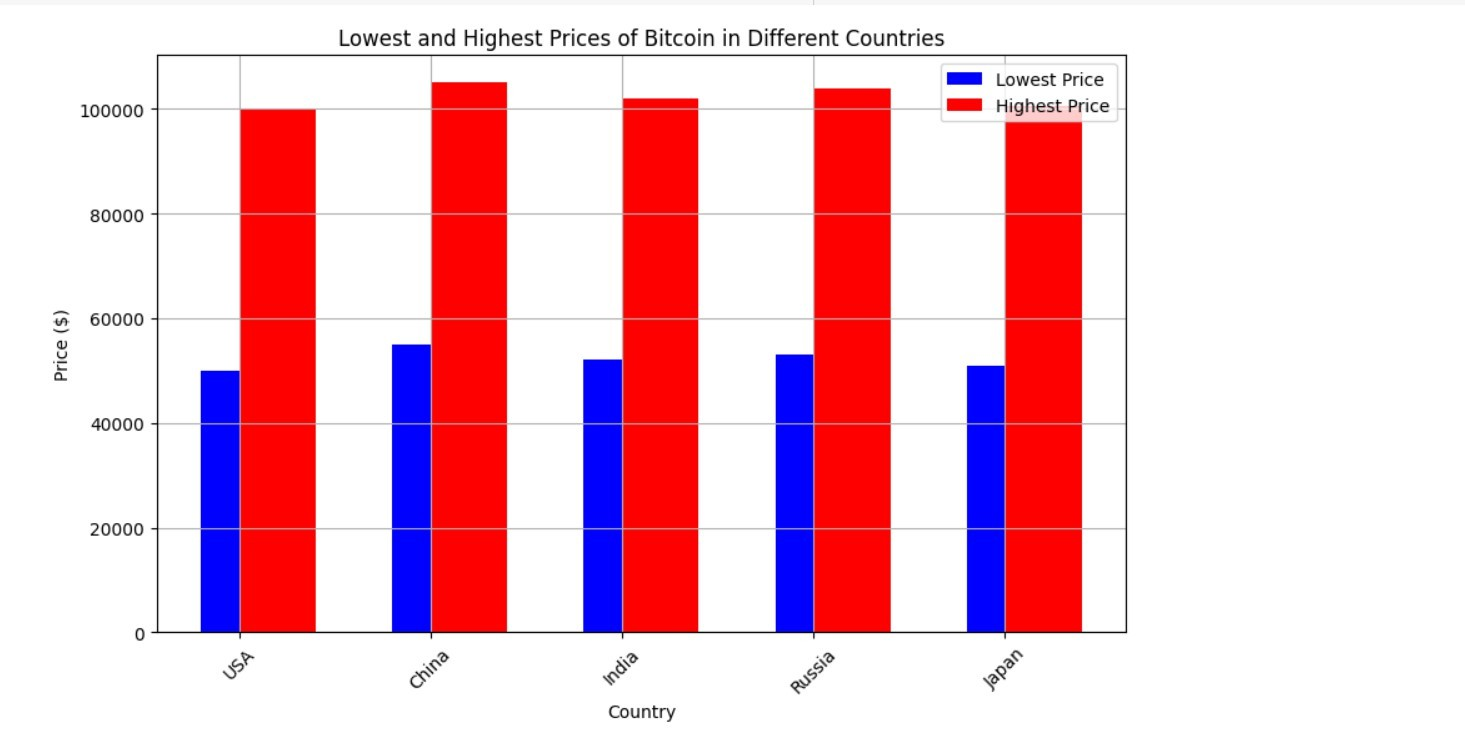 Lowest and Highest Prices of Bitcoin in Different Countries
Lowest Price
Highest Price
100000
80000
60000
40000
20000
0
Price ($)
USA
China
India
Russia
Japan
Country